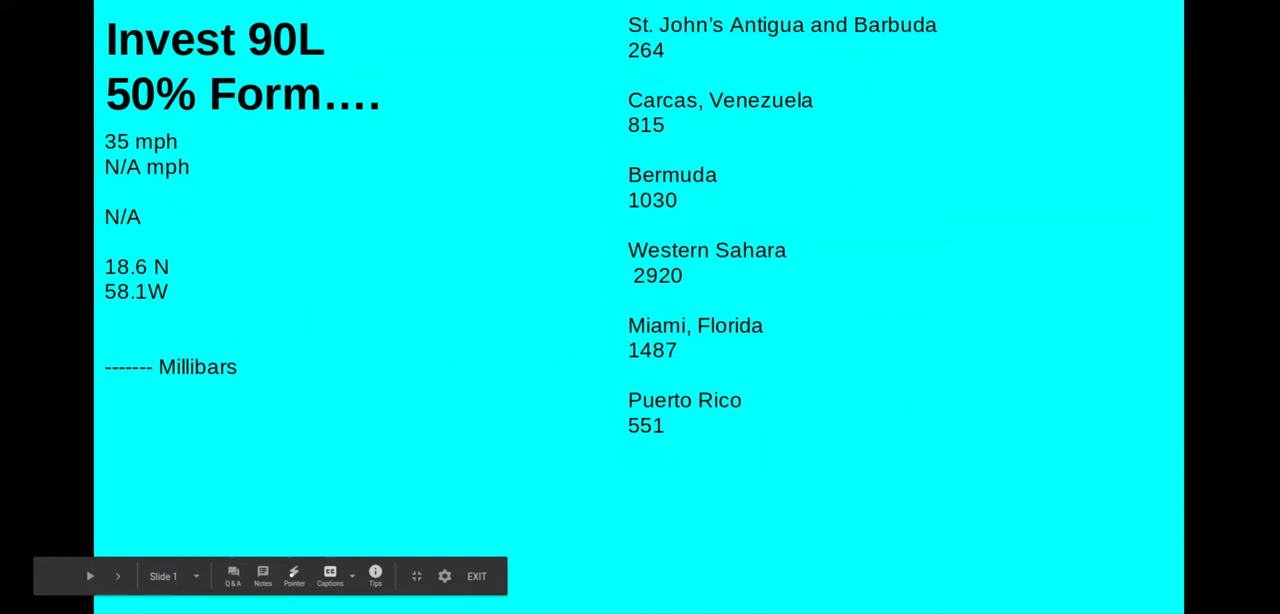 Invest 90L
50% Form....
35 mph
N/A mph
N/A
18.6 N
58.1W
------- Millibars
St. John’s Antigua and Barbuda
264
Carcas, Venezuela
815
Bermuda
1030
Western Sahara
2920
Miami, Florida
1487
Puerto Rico
551
Slide 1
Q & A
Notes
Pointer
Captions
Tips
EXIT